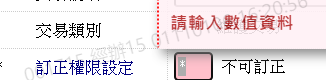 交易類別
請輸入數值資料
* 訂正權限設定
* 不可訂正